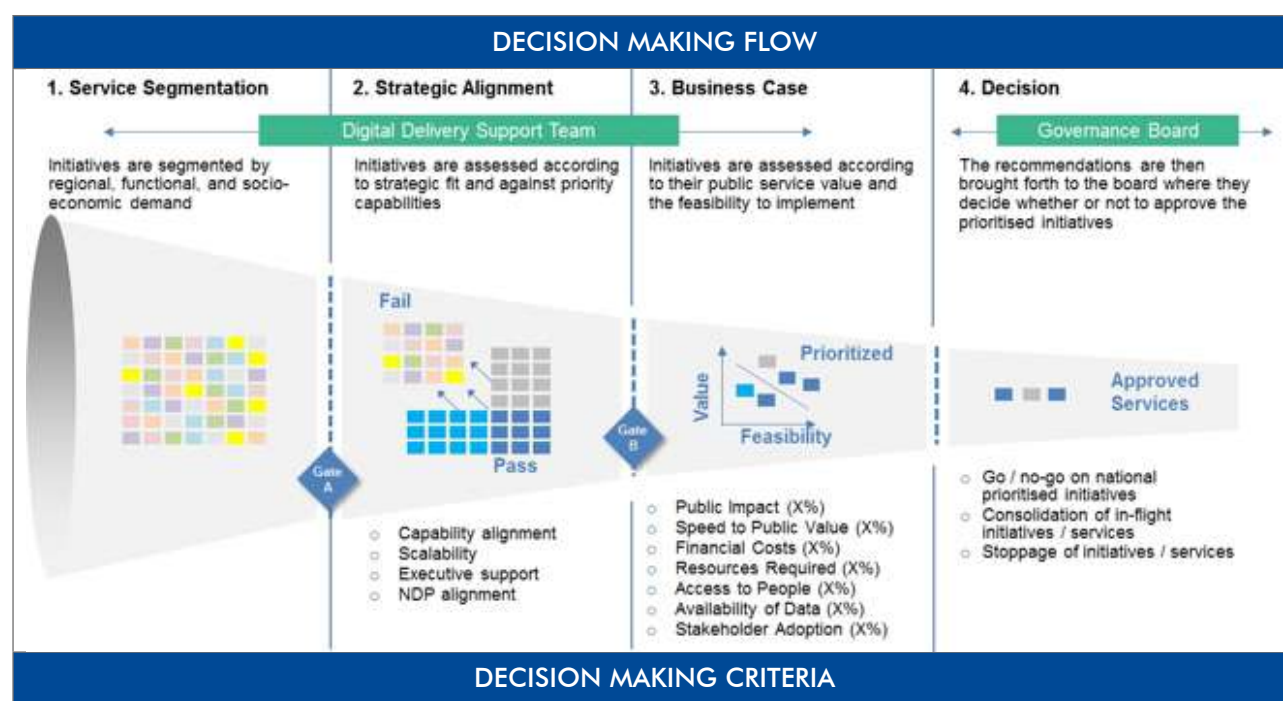 DECISION MAKING FLOW
1. Service Segmentation
2. Strategic Alignment
3. Business Case
4. Decision
Digital Delivery Support Team
Governance Board
Initiatives are segmented by
regional, functional, and socio-
economic demand
Initiatives are assessed according
to strategic fit and against priority
capabilities
Initiatives are assessed according
to their public service value and
the feasibility to implement
The recommendations are then
brought forth to the board where they
decide whether or not to approve the
prioritised initiatives
Fail
Pass
Gate
A
Gate
B
Value
Prioritized
Feasibility
Approved
Services
Capability alignment
Scalability
Executive support
NDP alignment
Public Impact (X%)
Speed to Public Value (X%)
Financial Costs (X%)
Resources Required (X%)
Access to People (X%)
Availability of Data (X%)
Stakeholder Adoption (X%)
Go / no-go on national
prioritised initiatives
Consolidation of in-flight
initiatives / services
Stoppage of initiatives / services
DECISION MAKING CRITERIA